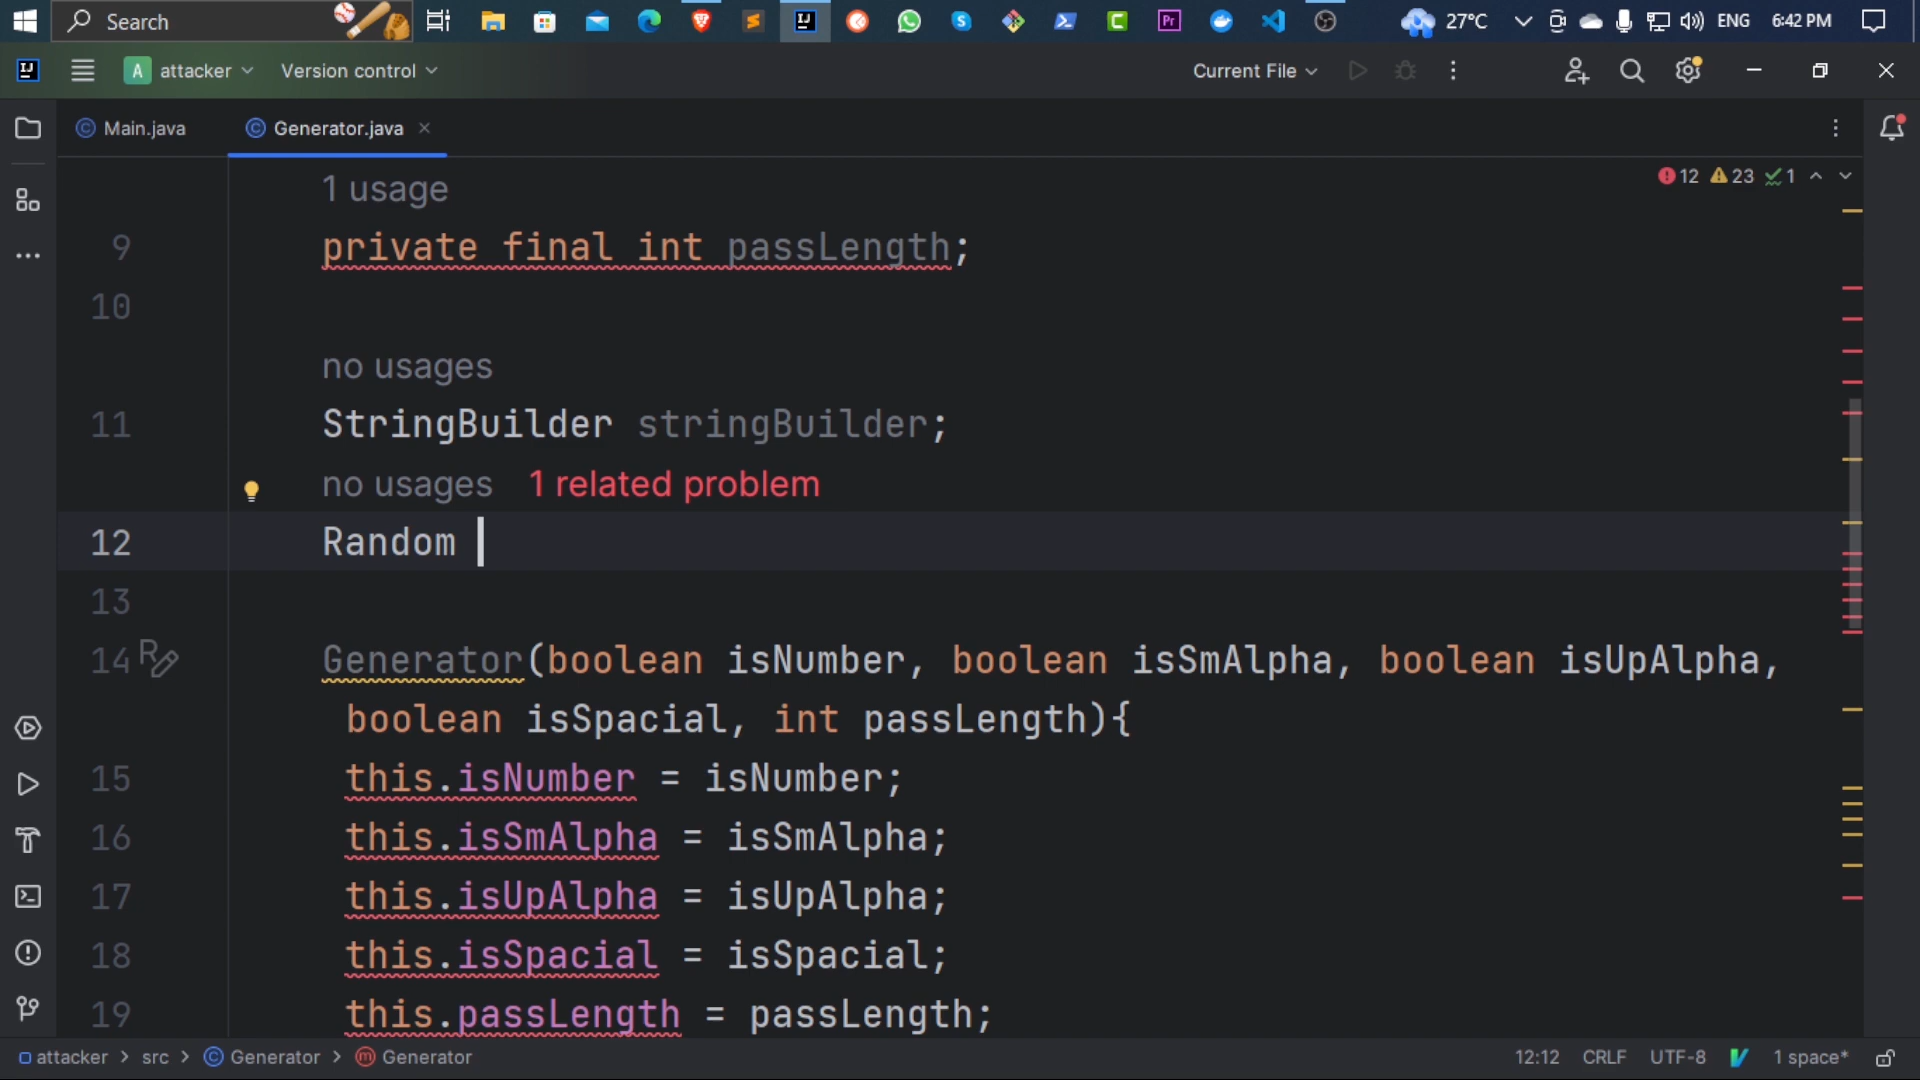 Search
27°C
ENG
6:42 PM
A attacker
Version control
Current File
Main.java
Generator.java
12 23 1
1 usage
9 private final int passLength;
10
no usages
11 StringBuilder stringBuilder;
no usages 1 related problem
12 Random
13
14 Generator(boolean isNumber, boolean isSmAlpha, boolean isUpAlpha,
boolean isSpacial, int passLength){
15 this.isNumber = isNumber;
16 this.isSmAlpha = isSmAlpha;
17 this.isUpAlpha = isUpAlpha;
18 this.isSpacial = isSpacial;
19 this.passLength = passLength;
attacker > src > Generator > Generator
12:12 CRLF UTF-8 1 space*